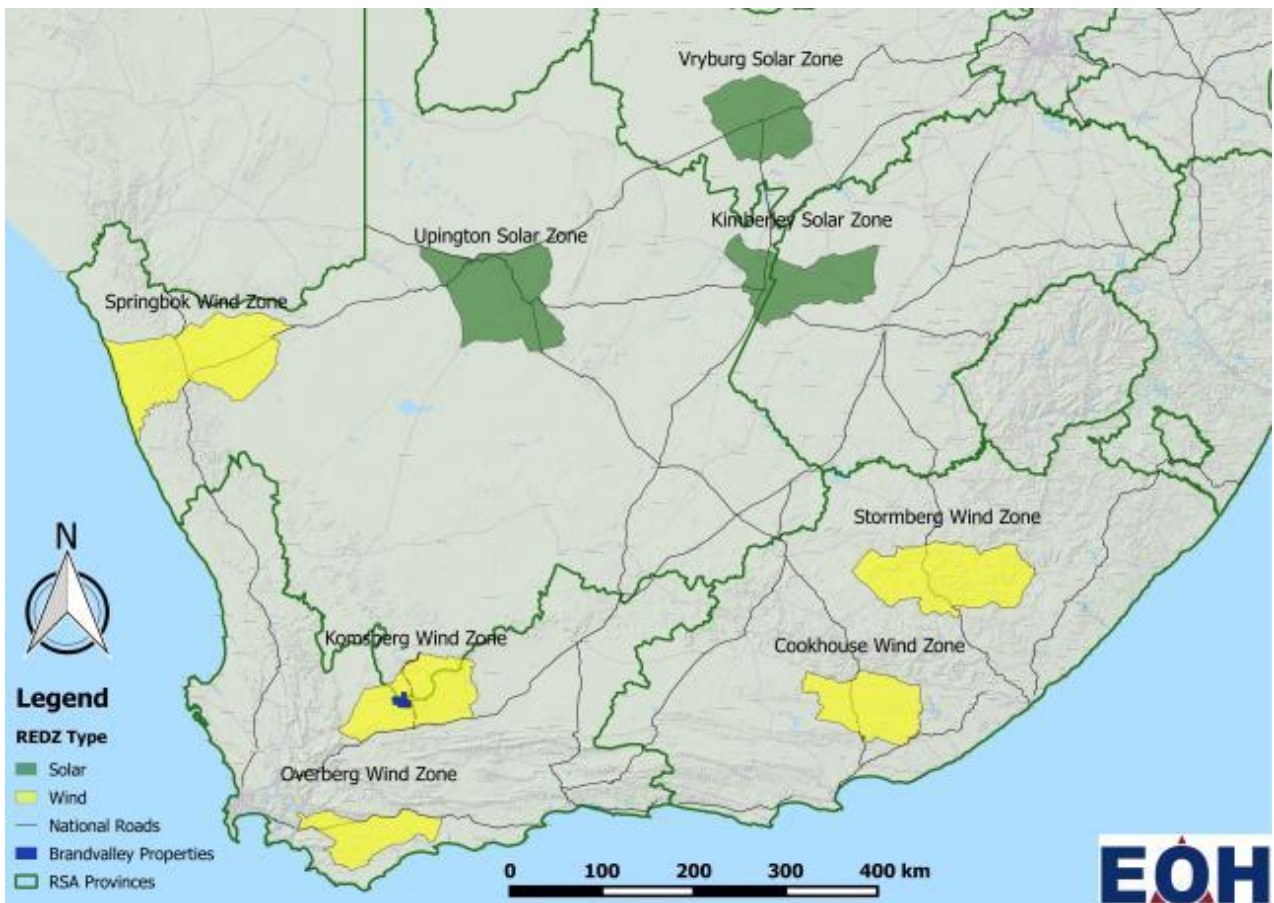 Vryburg Solar Zone
Kimberley Solar Zone
Upington Solar Zone
Springbok Wind Zone
Stormberg Wind Zone
Komsberg Wind Zone
Cookhouse Wind Zone
Overberg Wind Zone
N
Legend
REDZ Type
Solar
Wind
National Roads
Brandvalley Properties
RSA Provinces
0 100 200 300 400 km
EOH